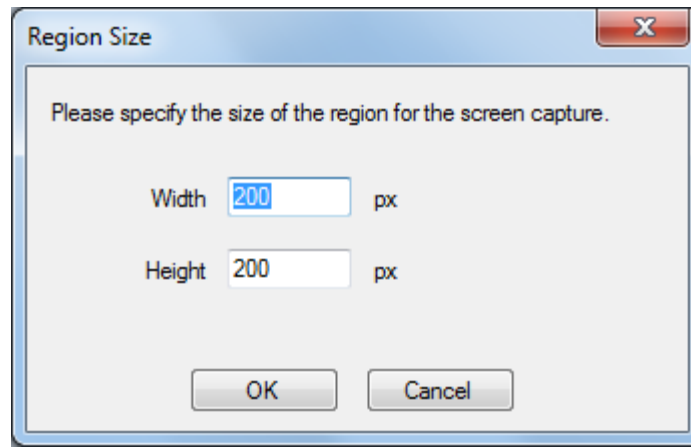 Region Size
Please specify the size of the region for the screen capture.
Width 200 px
Height 200 px
OK Cancel